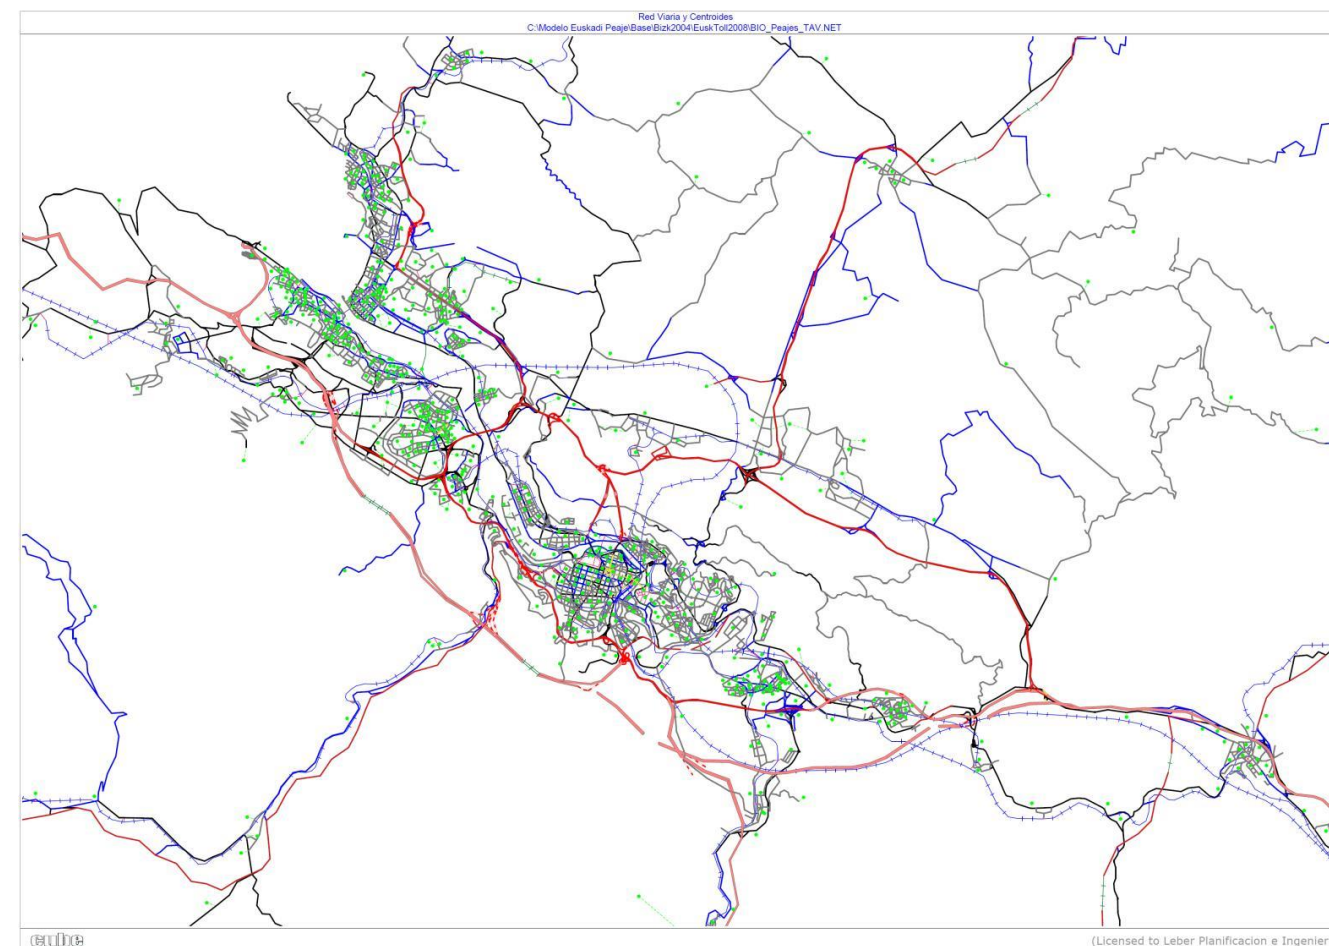 Red Viaria y Centroides
C:\Modelo Euskadi Peaje\Base\Bizk2004\EuskToll2008\BIO_Peajes_TAV.NET
cube
(Licensed to Leber Planificacion e Ingenier